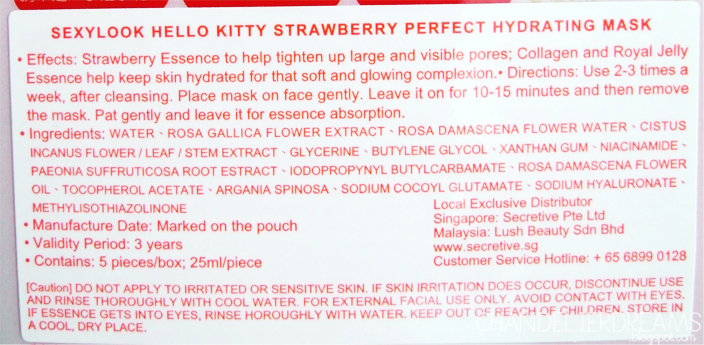 SEXYLOOK HELLO KITTY STRAWBERRY PERFECT HYDRATING MASK
• Effects: Strawberry Essence to help tighten up large and visible pores; Collagen and Royal Jelly
Essence help keep skin hydrated for that soft and glowing complexion.• Directions: Use 2-3 times a
week, after cleansing. Place mask on face gently. Leave it on for 10-15 minutes and then remove
the mask. Pat gently and leave it for essence absorption.
• Ingredients: WATER、ROSA GALLICA FLOWER EXTRACT、ROSA DAMASCENA FLOWER WATER、CISTUS
INCANUS FLOWER / LEAF / STEM EXTRACT、GLYCERINE、BUTYLENE GLYCOL、XANTHAN GUM、NIACINAMIDE、
PAEONIA SUFFRUTICOSA ROOT EXTRACT、IODOPROPYNYL BUTYLCARBAMATE、ROSA DAMASCENA FLOWER
OIL、TOCOPHEROL ACETATE、ARGANIA SPINOSA、SODIUM COCOYL GLUTAMATE、SODIUM HYALURONATE、
METHYLISOTHIAZOLINONE
• Manufacture Date: Marked on the pouch
• Validity Period: 3 years
• Contains: 5 pieces/box; 25ml/piece
Local Exclusive Distributor
Singapore: Secretive Pte Ltd
Malaysia: Lush Beauty Sdn Bhd
www.secretive.sg
Customer Service Hotline: + 65 6899 0128
[Caution] DO NOT APPLY TO IRRITATED OR SENSITIVE SKIN. IF SKIN IRRITATION DOES OCCUR, DISCONTINUE USE
AND RINSE THOROUGHLY WITH COOL WATER. FOR EXTERNAL FACIAL USE ONLY. AVOID CONTACT WITH EYES.
IF ESSENCE GETS INTO EYES, RINSE HOROUGHLY WITH WATER. KEEP OUT OF REACH OF CHILDREN. STORE IN
A COOL, DRY PLACE.
CHANDELIERDREAMS
.blogspot.com